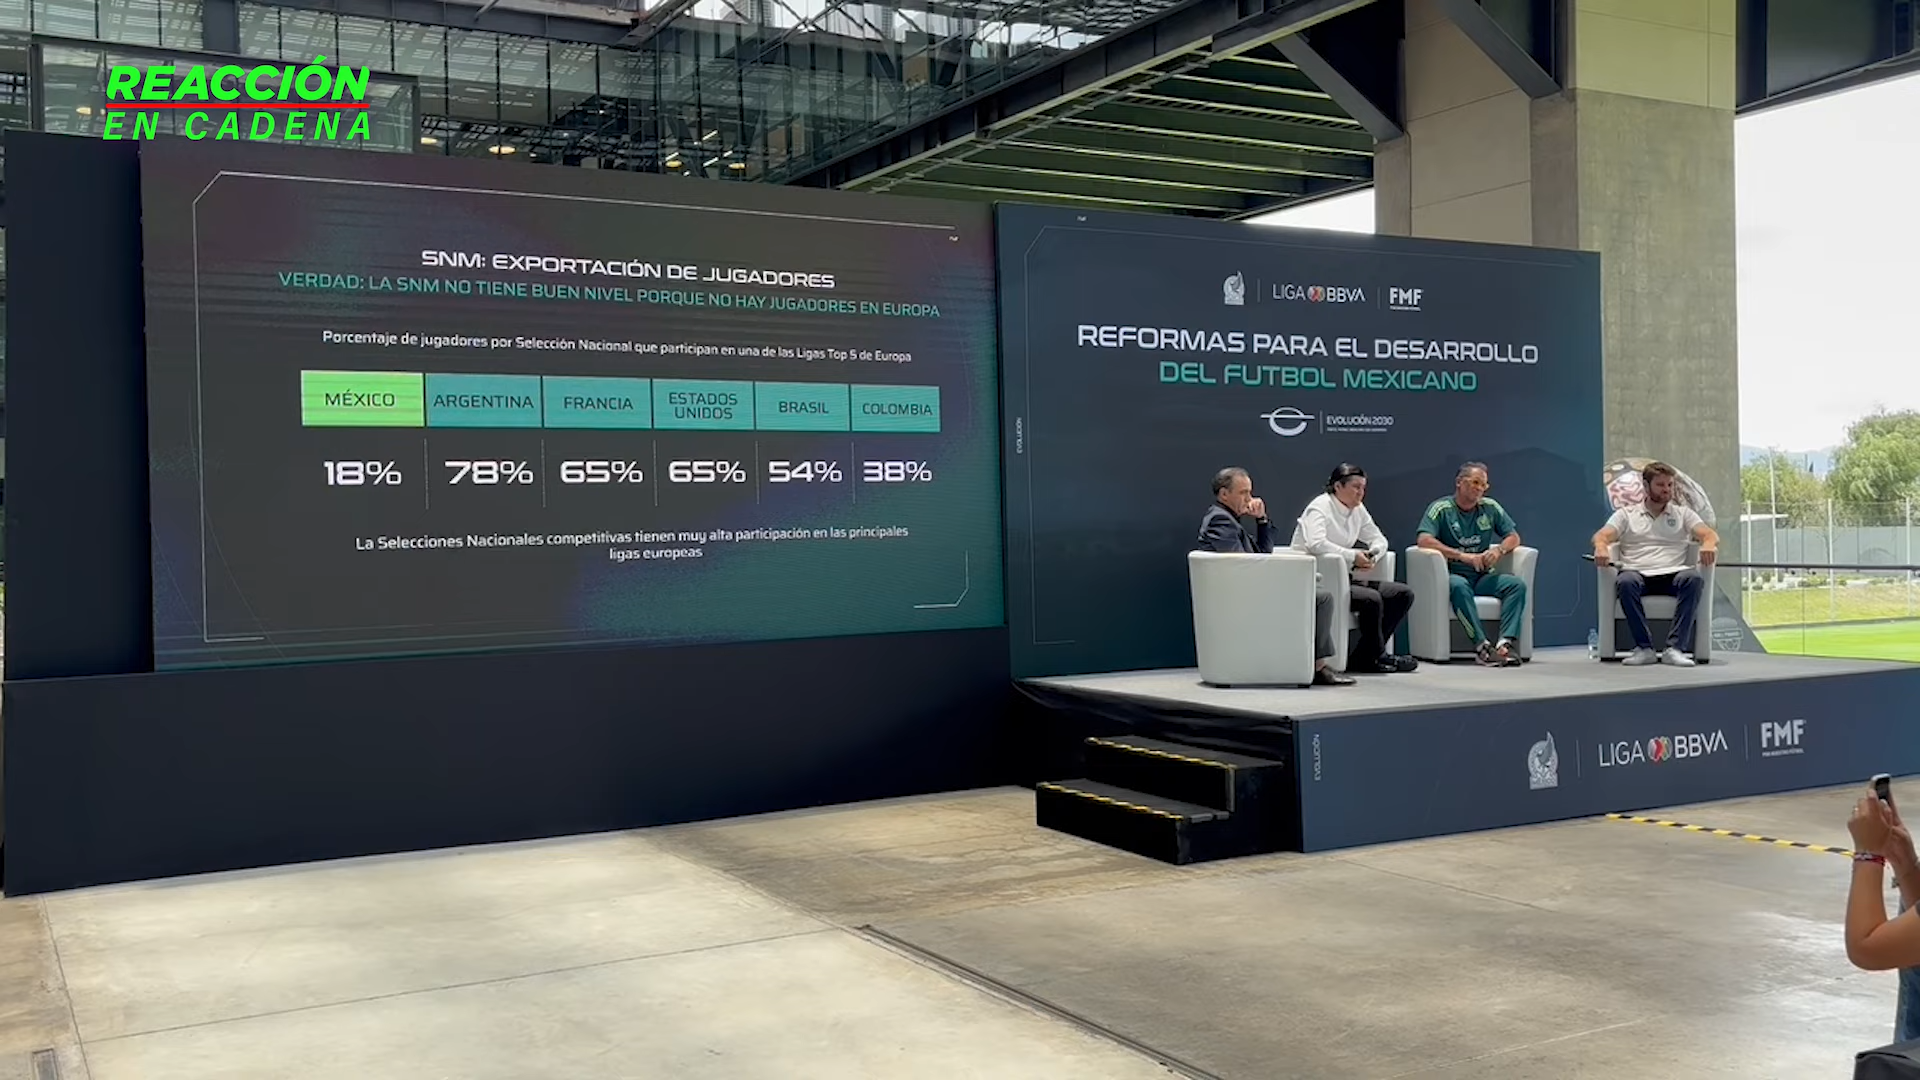 REACCIÓN
EN CADENA
SNM: EXPORTACIÓN DE JUGADORES
VERDAD: LA SNM NO TIENE BUEN NIVEL PORQUE NO HAY JUGADORES EN EUROPA
Porcentaje de jugadores por Selección Nacional que participan en una de las Ligas Top 5 de Europa
MÉXICO ARGENTINA FRANCIA ESTADOS UNIDOS BRASIL COLOMBIA
18% 78% 65% 65% 54% 38%
La Selecciones Nacionales competitivas tienen muy alta participación en las principales
ligas europeas
LIGA BBVA FMF
REFORMAS PARA EL DESARROLLO
DEL FUTBOL MEXICANO
EVOLUCIÓN 2030
EVOLUCIÓN
EVOLUCIÓN
LIGA BBVA FMF